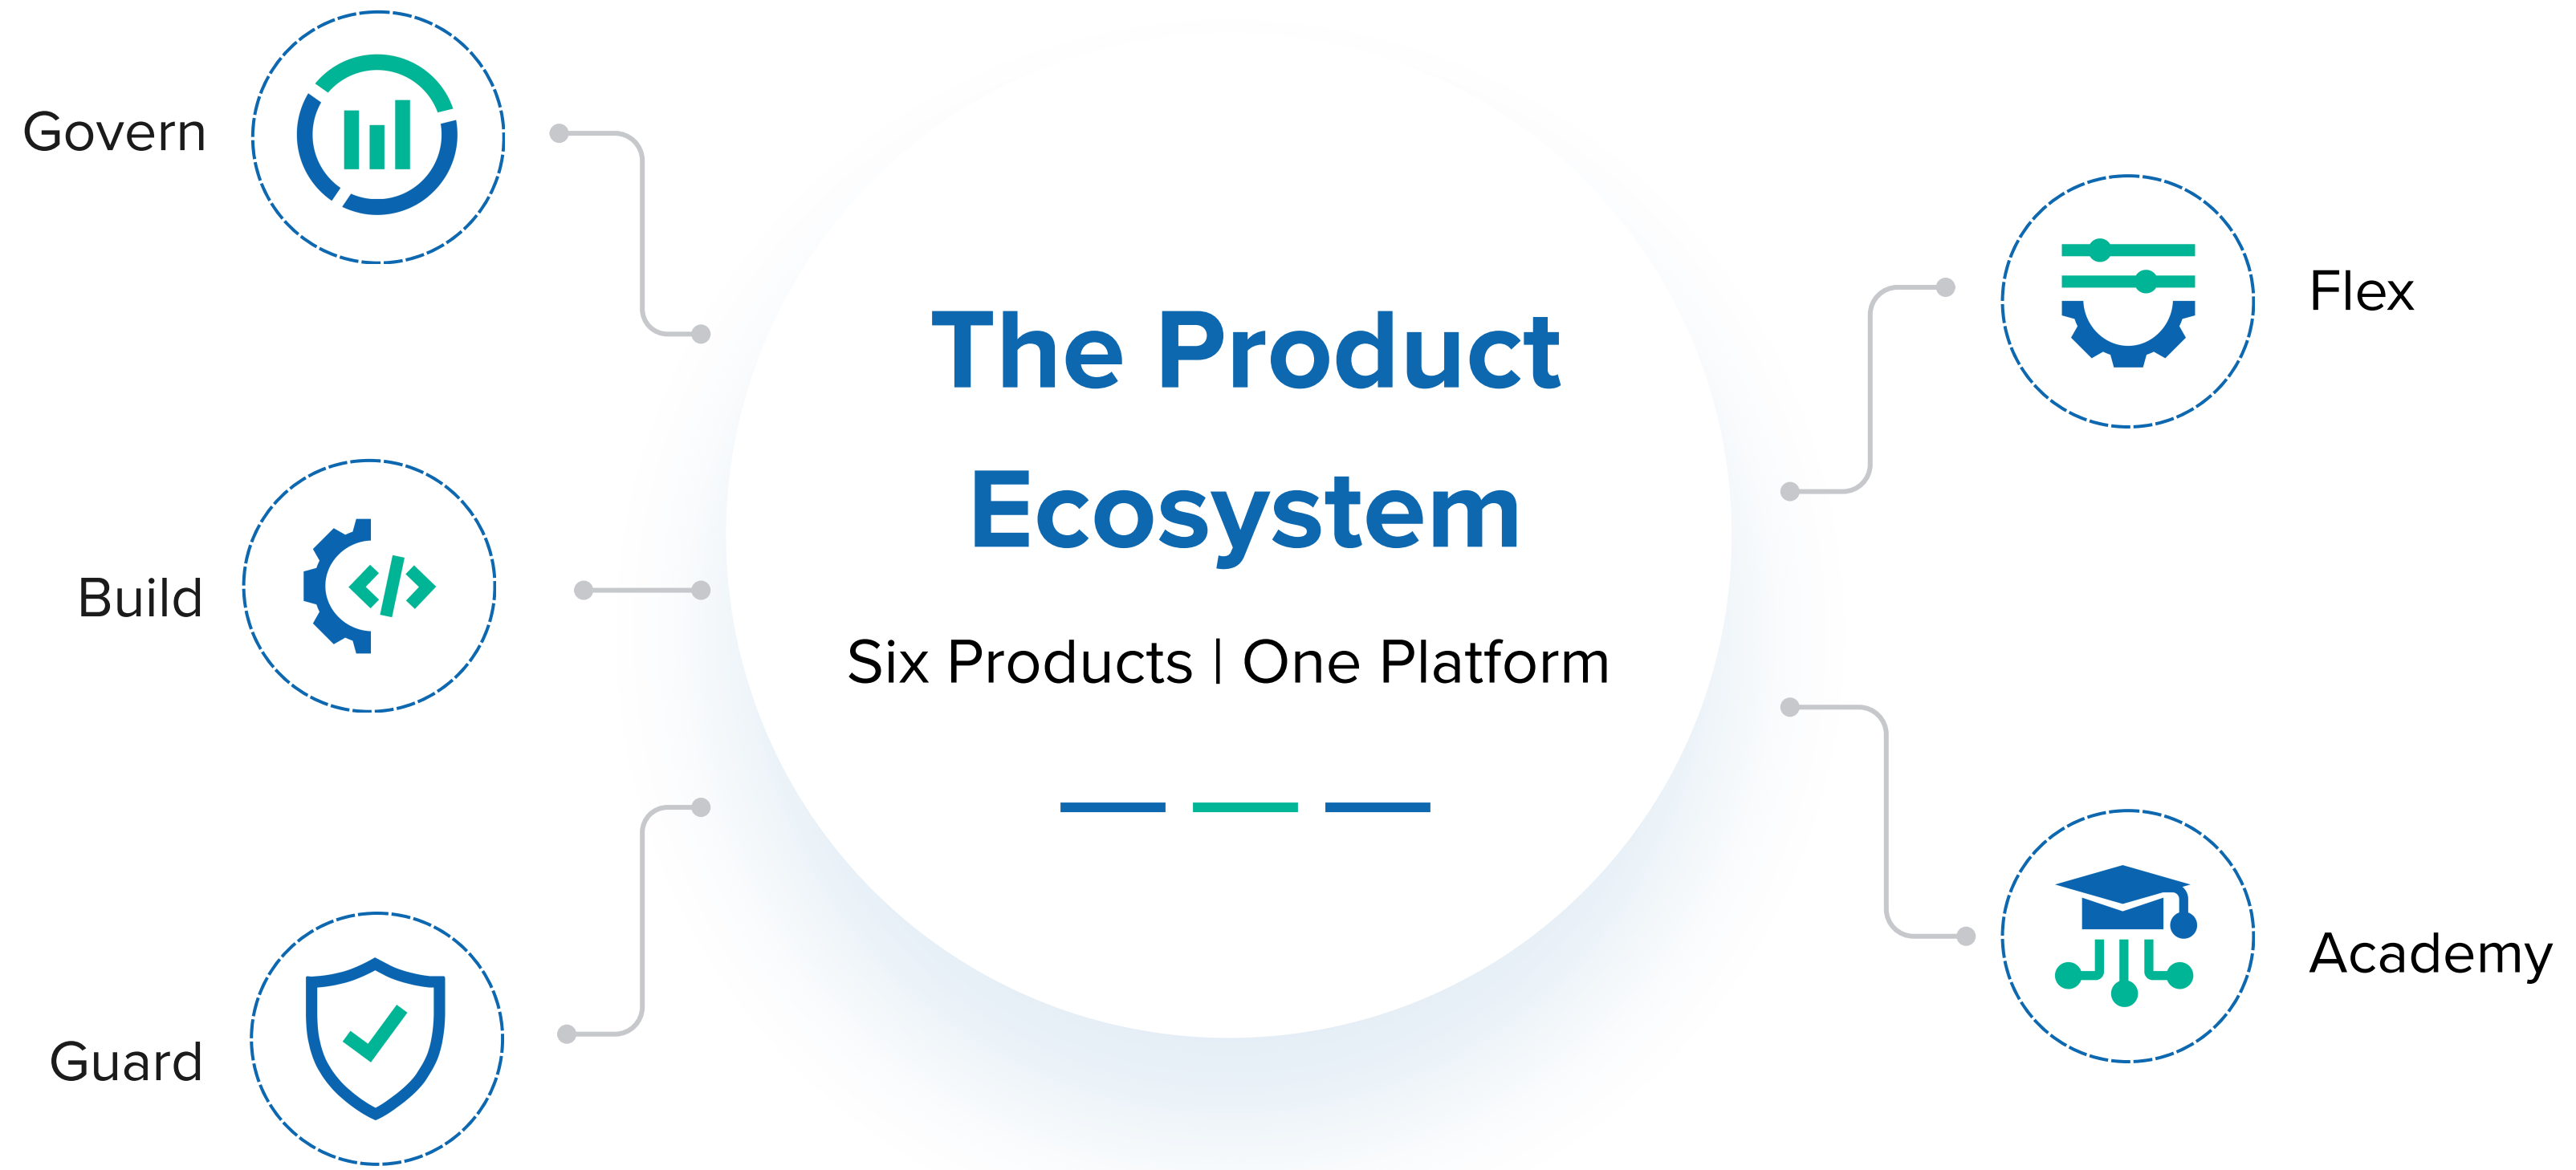 Govern
Build
Guard
The Product
Ecosystem
Six Products | One Platform
Flex
Academy